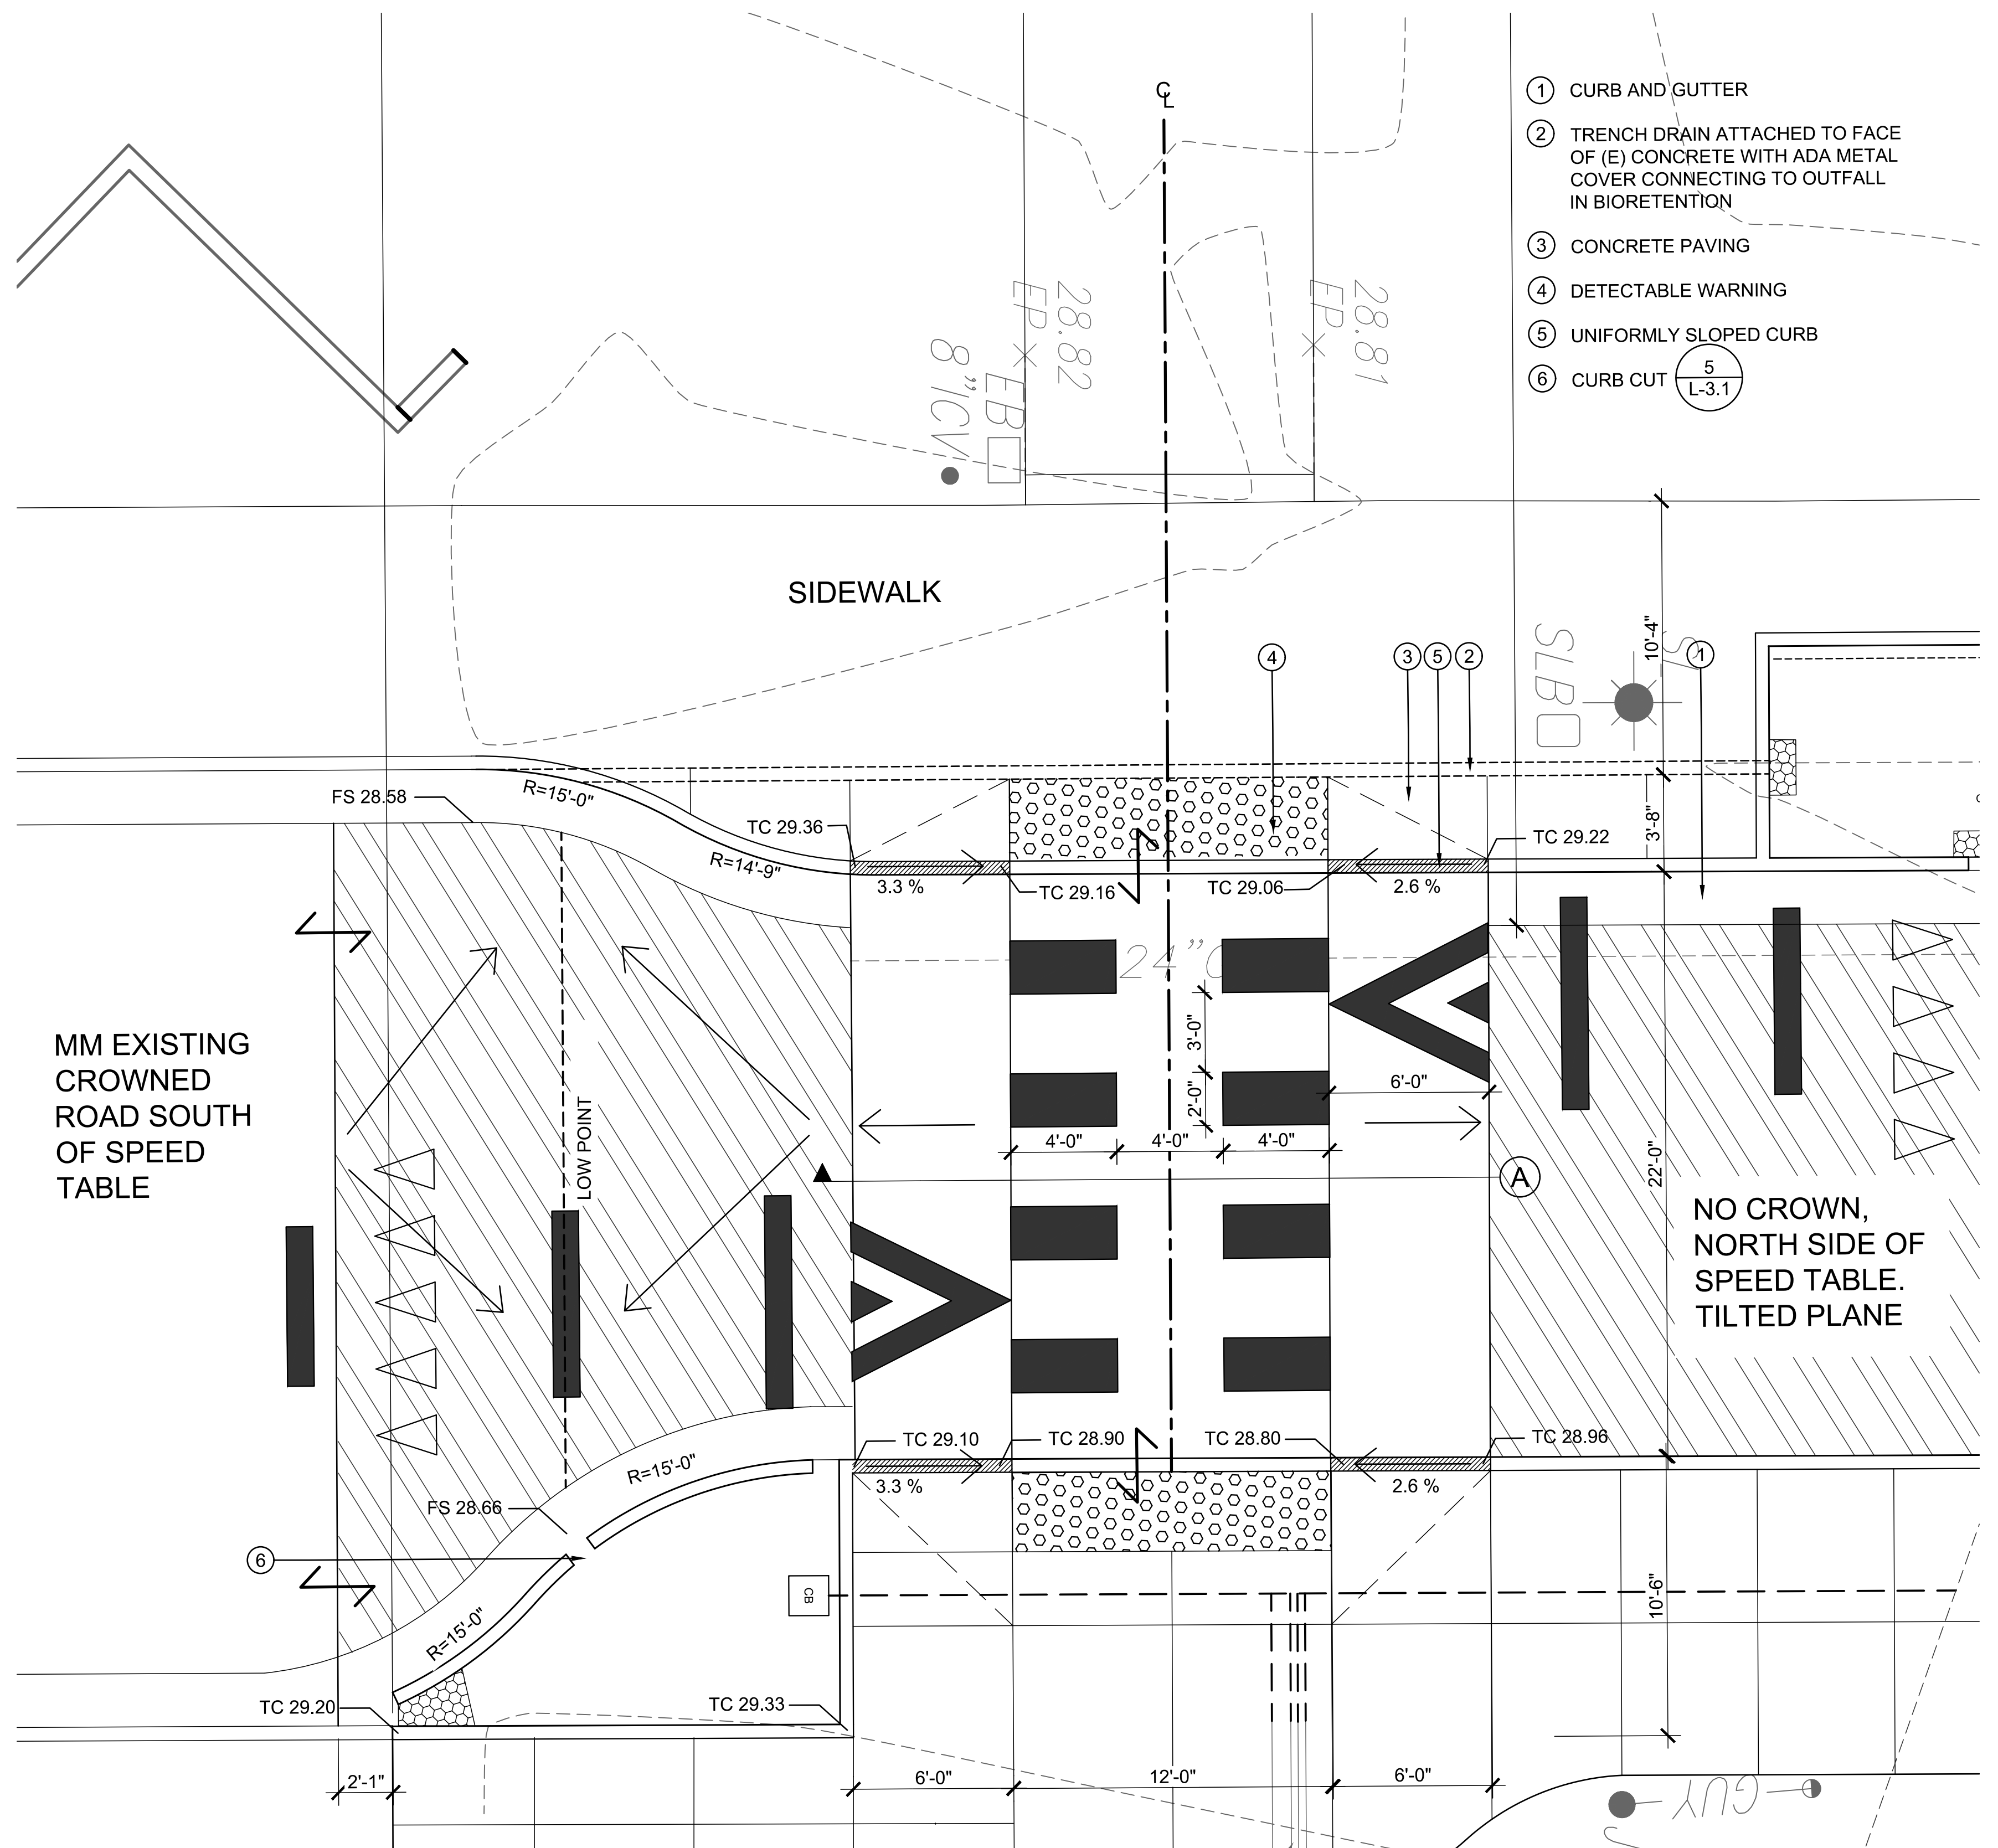 CL
1 CURB AND GUTTER
2 TRENCH DRAIN ATTACHED TO FACE
OF (E) CONCRETE WITH ADA METAL
COVER CONNECTING TO OUTFALL
IN BIORETENTION
3 CONCRETE PAVING
4 DETECTABLE WARNING
5 UNIFORMLY SLOPED CURB
6 CURB CUT
5
L-3.1
28.82
EP
28.81
EP
EB
8"ICV
SIDEWALK
10'-4"
SLB
4
3
5
2
1
FS 28.58
R=15'-0"
TC 29.36
R=14'-9"
3.3 %
TC 29.16
TC 29.06
2.6 %
TC 29.22
3'-8"
24"
3'-0"
2'-0"
6'-0"
4'-0"
4'-0"
4'-0"
MM EXISTING
CROWNED
ROAD SOUTH
OF SPEED
TABLE
LOW POINT
A
22'-0"
NO CROWN,
NORTH SIDE OF
SPEED TABLE.
TILTED PLANE
TC 29.10
TC 28.90
TC 28.80
TC 28.96
3.3 %
2.6 %
R=15'-0"
FS 28.66
6
CB
R=15'-0"
10'-6"
TC 29.20
TC 29.33
2'-1"
6'-0"
12'-0"
6'-0"
GUY